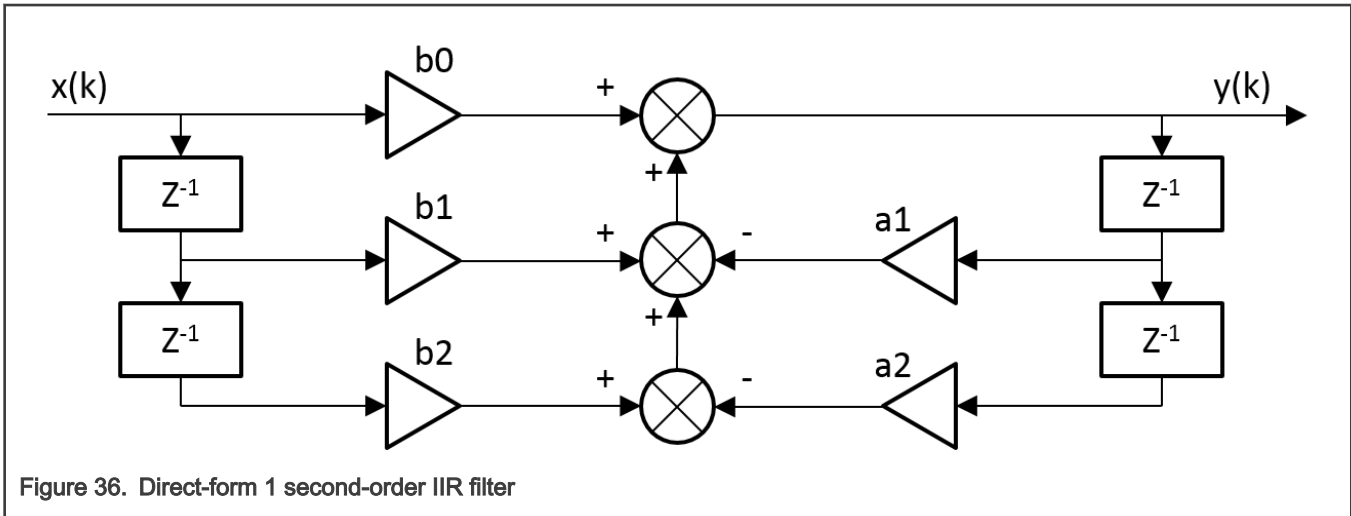 b0
x(k)
+
y(k)
Z-1
+
Z-1
b1
+
-
a1
Z-1
+
Z-1
b2
+
-
a2
Figure 36. Direct-form 1 second-order IIR filter